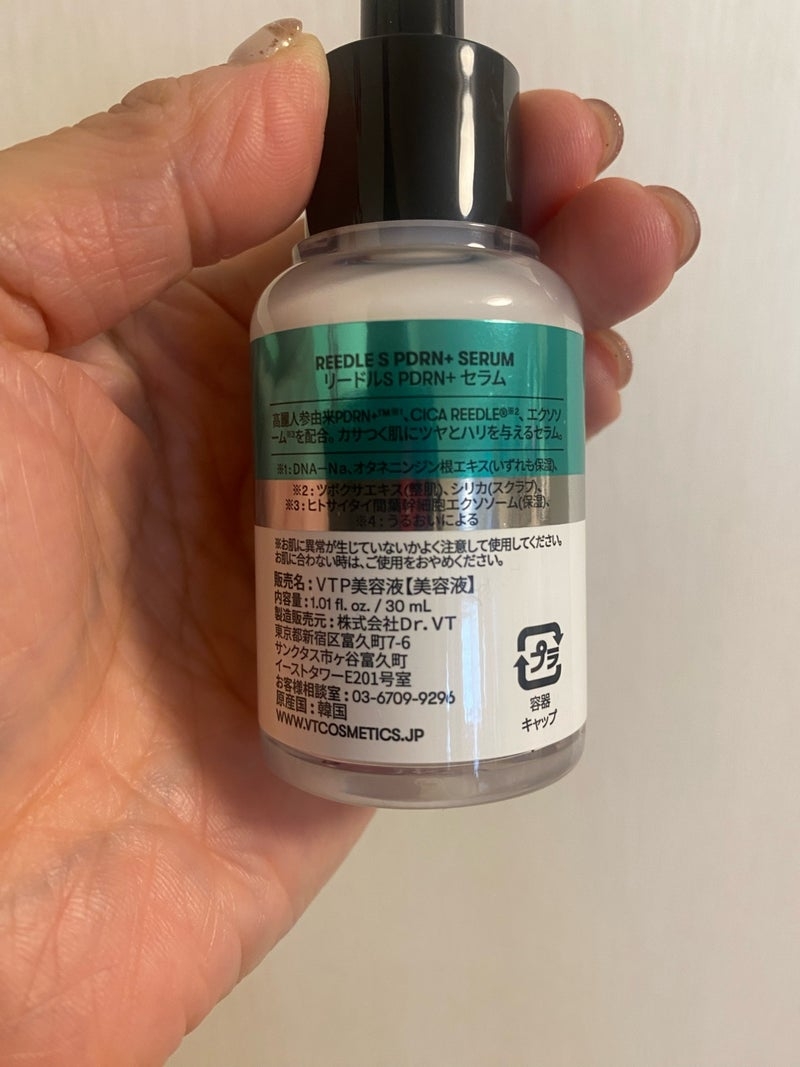 REEDLE S PDRN+ SERUM
リードルS PDRN+ セラム
高麗人参由来PDRN+™※1、CICA REEDLE®※2、エクソソ
ーム※3を配合。カサつく肌にツヤとハリを与えるセラム。
※1:DNA−Na、オタネニンジン根エキス(いずれも保湿)、
※2:ツボクサエキス(整肌)、シリカ(スクラブ)、
※3:ヒトサイタイ間葉幹細胞エクソソーム(保湿)、
※4:うるおいによる
※お肌に異常が生じていないかよく注意して使用してください。
お肌に合わない時は、ご使用をおやめください。
販売名:VTP美容液【美容液】
内容量:1.01 fl. oz. / 30 mL
製造販売元:株式会社Dr.VT
東京都新宿区富久町7-6
サンクタス市ヶ谷富久町
イーストタワーE201号室
お客様相談室:03-6709-9296
原産国:韓国
WWW.VTCOSMETICS.JP
プラ
容器
キャップ